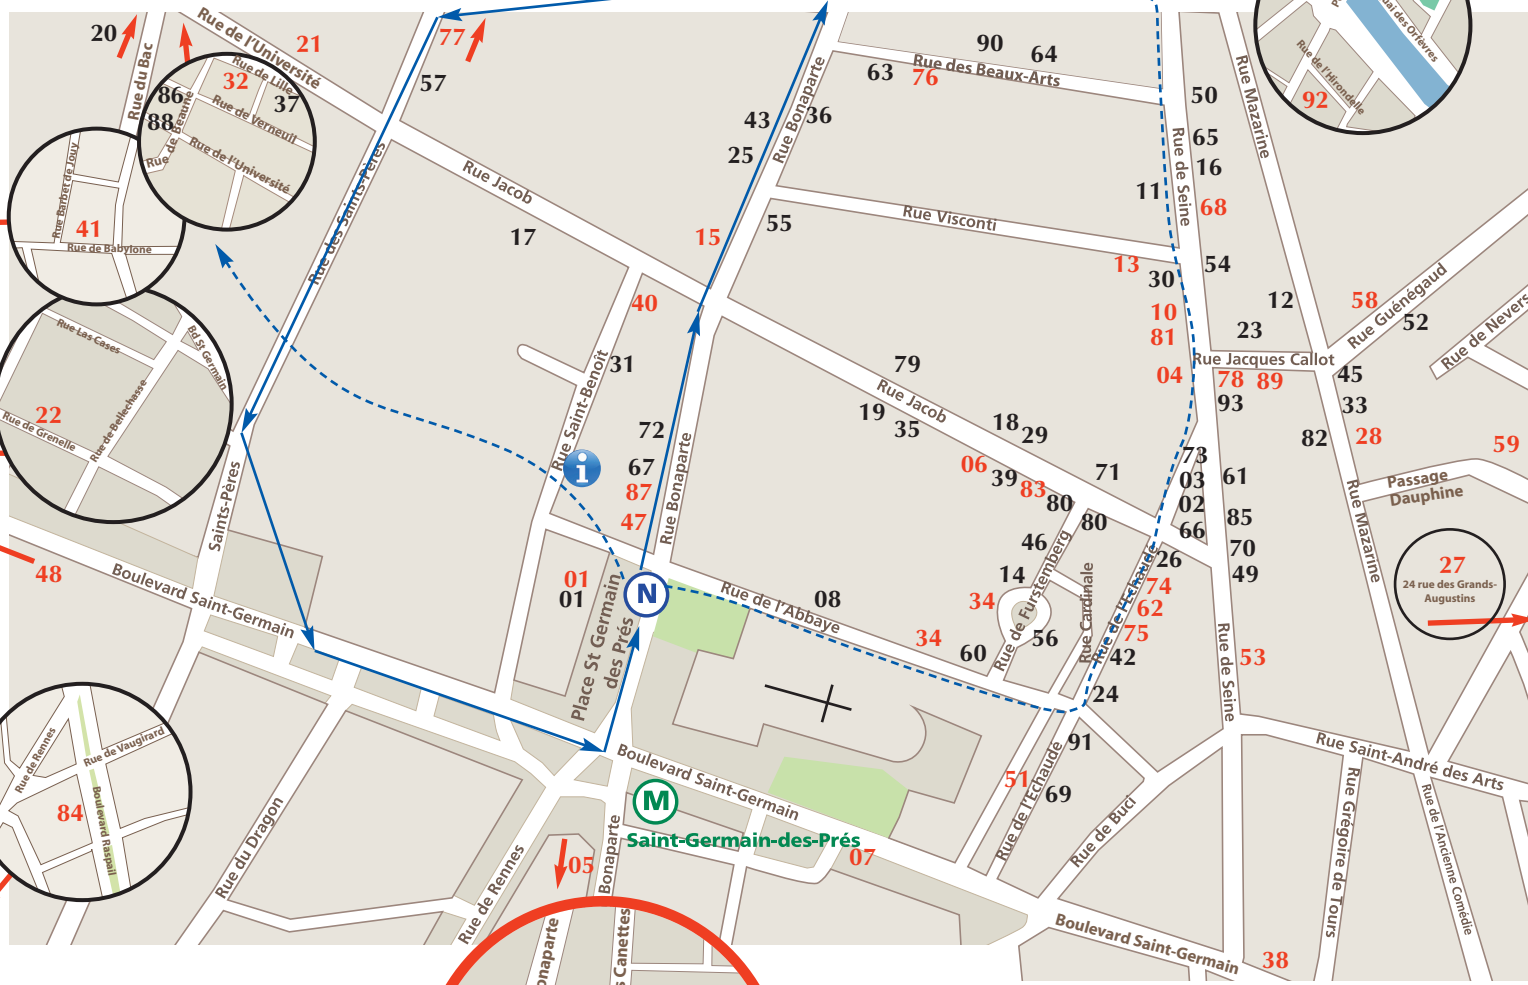 20
Rue du Bac
Rue de l'Université
21
77
57
86
88
32
37
Rue de Lille
Rue de Verneuil
Rue de Beaune
Rue de l'Université
41
Rue Barbet de Jouy
Rue de Babylone
Rue des Saints-Pères
Rue Jacob
17
43
25
36
Rue Bonaparte
15
55
63
76
90
64
Rue des Beaux-Arts
Rue Visconti
50
65
16
11
68
Rue de Seine
13
30
54
10
81
04
Rue Mazarine
uai des Orfèvres
Rue de l'Hirondelle
92
12
23
58
52
Rue Guénégaud
Rue de Nevers
Rue Jacques Callot
78
89
93
45
33
82
28
59
Passage
Dauphine
Rue Mazarine
27
24 rue des Grands-
Augustins
22
Rue Las Cases
Bd St Germain
Rue de Bellechasse
Rue de Grenelle
Saints-Pères
40
31
Rue Saint-Benoît
i
72
67
87
47
Rue Bonaparte
79
Rue Jacob
19
35
18
29
06
39
83
71
80
80
46
14
34
Rue de Furstemberg
56
60
Rue Cardinale
73
03
02
66
61
85
70
49
26
74
62
75
42
24
Rue de l'Echaudé
53
Rue de Seine
48
Boulevard Saint-Germain
01
01
Place St Germain
des Prés
N
Rue de l'Abbaye
08
34
91
51
69
Rue de l'Echaudé
Rue de Buci
Rue Saint-André des Arts
Rue Grégoire de Tours
Rue de l'Ancienne Comédie
84
Rue de Rennes
Rue de Vaugirard
Boulevard Raspail
Rue du Dragon
Rue de Rennes
Boulevard Saint-Germain
M
Saint-Germain-des-Prés
07
05
Bonaparte
onaparte
s Canettes
Boulevard Saint-Germain
38